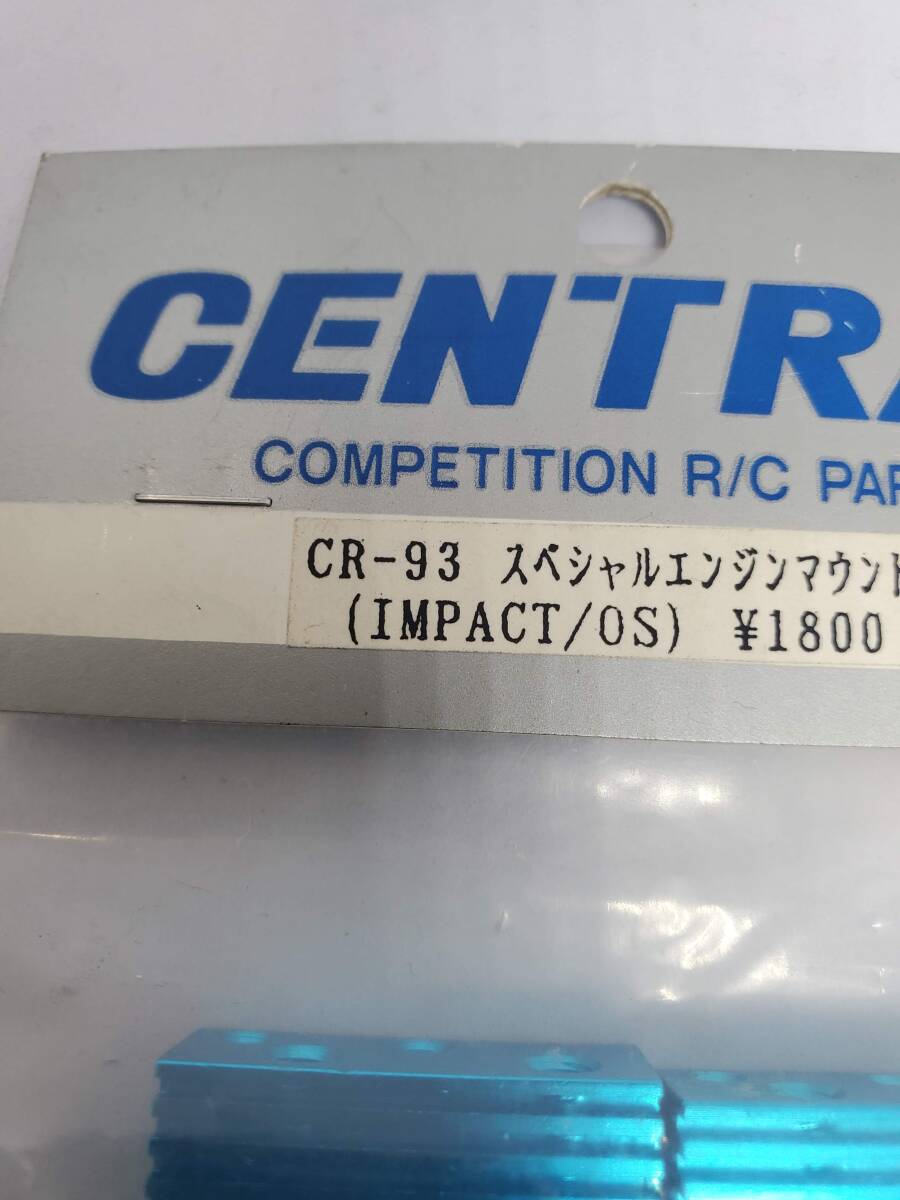 CENTRA
COMPETITION R/C PAR
CR-93 スペシャルエンジンマウント
(IMPACT/OS) ¥1800